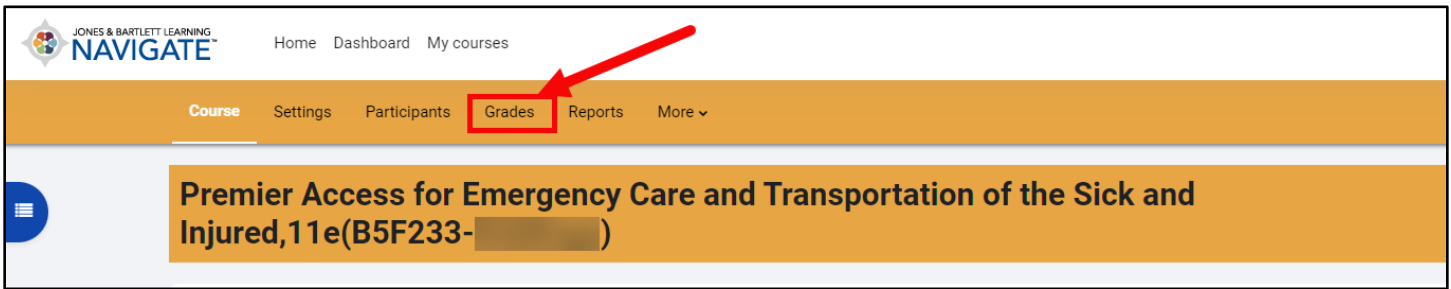 JONES & BARTLETT LEARNING
NAVIGATE™
Home Dashboard My courses
Course Settings Participants Grades Reports More
Premier Access for Emergency Care and Transportation of the Sick and
Injured,11e(B5F233- )